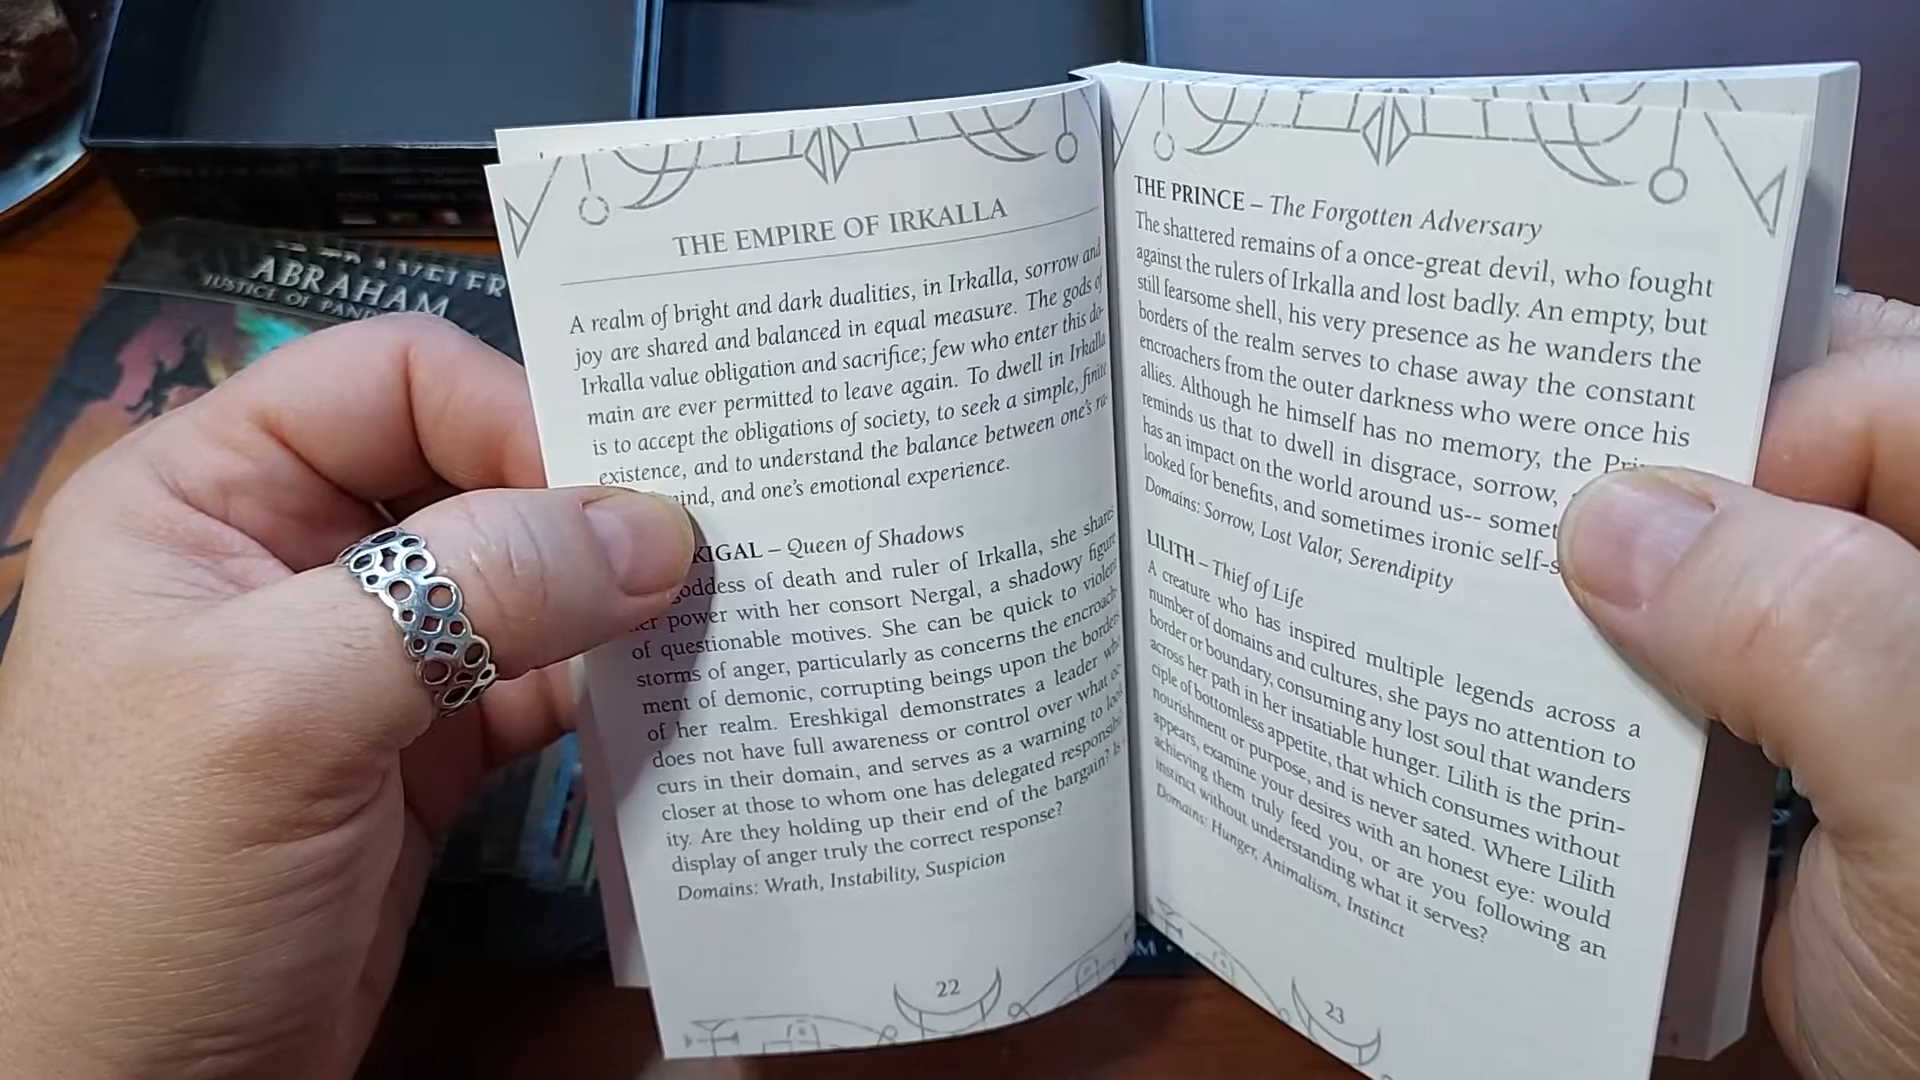 ABRAHAM
JUSTICE OF
THE EMPIRE OF IRKALLA
A realm of bright and dark dualities, in Irkalla, sorrow and
joy are shared and balanced in equal measure. The gods of
Irkalla value obligation and sacrifice; few who enter this do-
main are ever permitted to leave again. To dwell in Irkalla
is to accept the obligations of society, to seek a simple, finite
existence, and to understand the balance between one's ra-
mind, and one's emotional experience.
KIGAL – Queen of Shadows
goddess of death and ruler of Irkalla, she shares
her power with her consort Nergal, a shadowy figure
of questionable motives. She can be quick to violent
storms of anger, particularly as concerns the encroach-
ment of demonic, corrupting beings upon the borders
of her realm. Ereshkigal demonstrates a leader who
does not have full awareness or control over what oc-
curs in their domain, and serves as a warning to look
closer at those to whom one has delegated responsibil-
ity. Are they holding up their end of the bargain? Is
display of anger truly the correct response?
Domains: Wrath, Instability, Suspicion
22
THE PRINCE – The Forgotten Adversary
The shattered remains of a once-great devil, who fought
against the rulers of Irkalla and lost badly. An empty, but
still fearsome shell, his very presence as he wanders the
borders of the realm serves to chase away the constant
encroachers from the outer darkness who were once his
allies. Although he himself has no memory, the
reminds us that to dwell in disgrace, sorrow,
has an impact on the world around us--
looked for benefits, and sometimes ironic
Domains: Sorrow, Lost Valor, Serendipity
LILITH – Thief of Life
A creature who has inspired multiple legends across a
number of domains and cultures, she pays no attention to
border or boundary, consuming any lost soul that wanders
across her path in her insatiable hunger. Lilith is the prin-
ciple of bottomless appetite, that which consumes without
nourishment or purpose, and is never sated. Where Lilith
appears, examine your desires with an honest eye: would
achieving them truly feed you, or are you following an
instinct without understanding what it serves?
Domains: Hunger, Animalism, Instinct
23